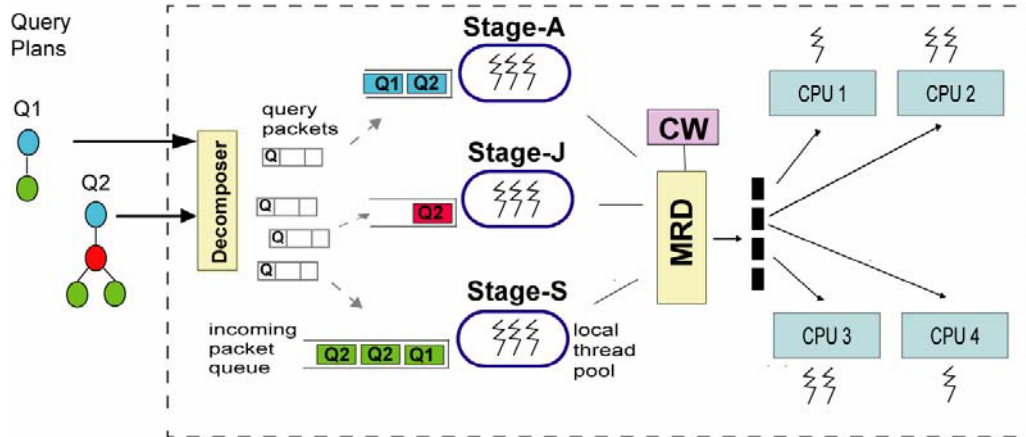 Query
Plans
Q1
Q2
Decomposer
query
packets
Q
Q
Q
Q
incoming
packet
queue
Stage-A
Q1 Q2
Stage-J
Q2
Stage-S
Q2 Q2 Q1
local
thread
pool
CW
MRD
CPU 1
CPU 2
CPU 3
CPU 4